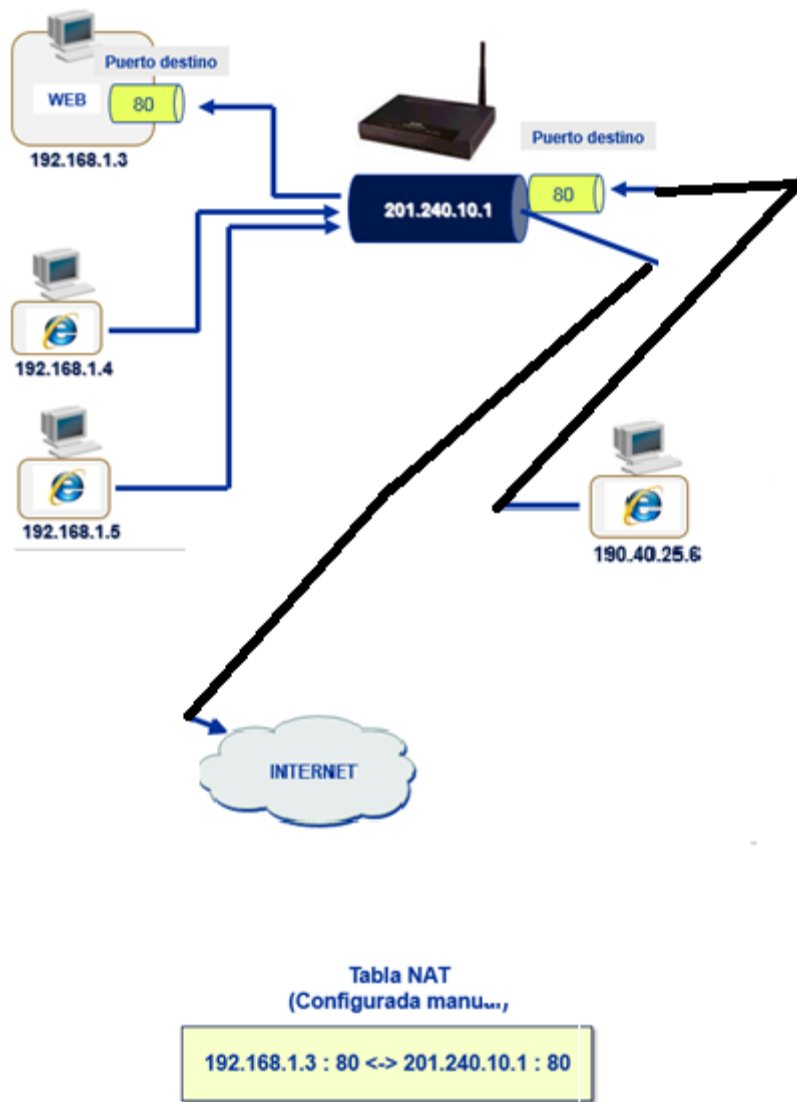 Puerto destino
WEB
80
192.168.1.3
Puerto destino
201.240.10.1
80
192.168.1.4
192.168.1.5
190.40.25.6
INTERNET
Tabla NAT
(Configurada
192.168.1.3 : 80 <-> 201.240.10.1 : 80